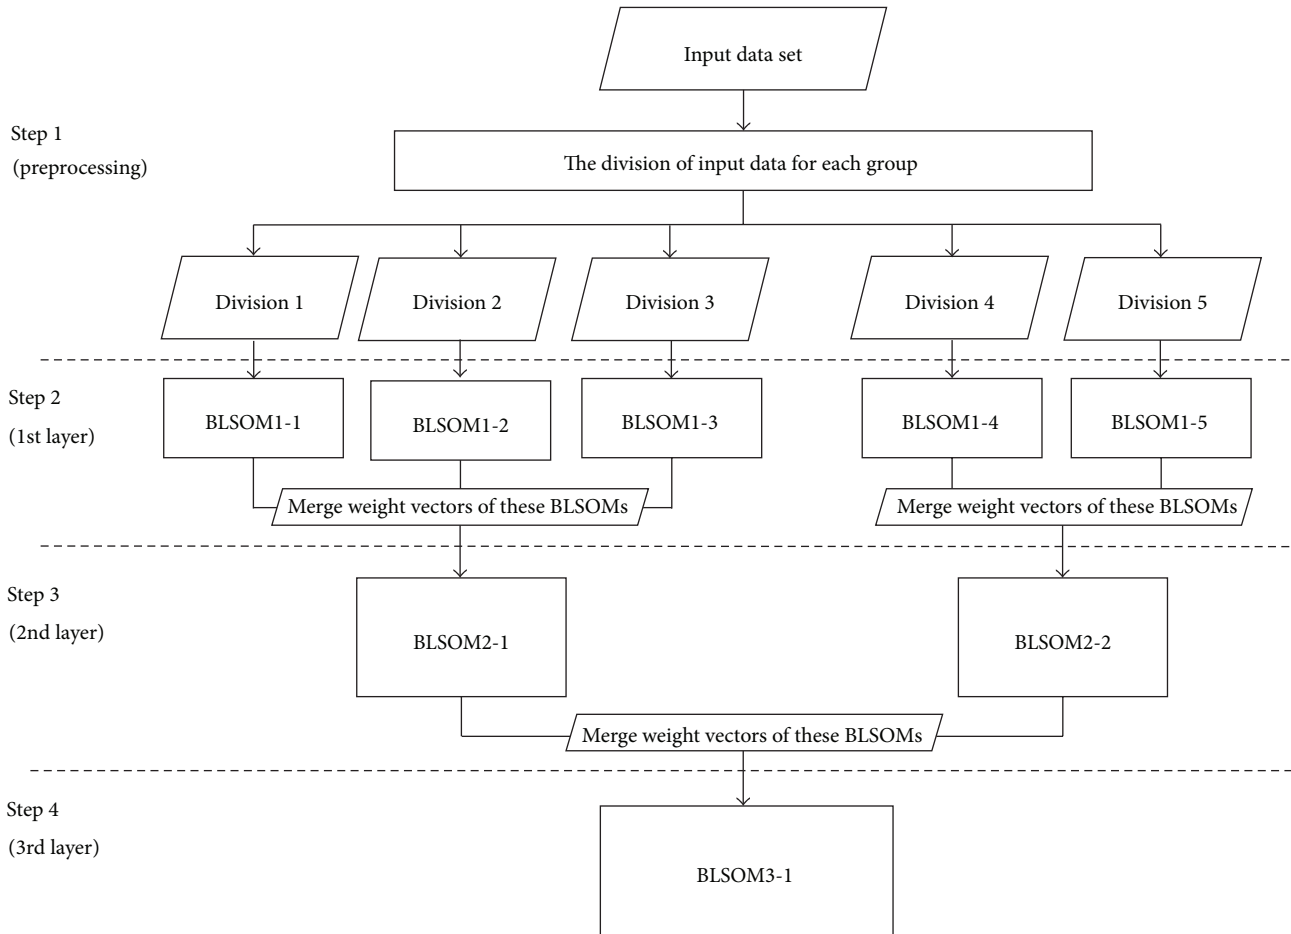 Input data set
Step 1
(preprocessing)
The division of input data for each group
Division 1
Division 2
Division 3
Division 4
Division 5
Step 2
(1st layer)
BLSOM1-1
BLSOM1-2
BLSOM1-3
BLSOM1-4
BLSOM1-5
Merge weight vectors of these BLSOMs
Merge weight vectors of these BLSOMs
Step 3
(2nd layer)
BLSOM2-1
BLSOM2-2
Merge weight vectors of these BLSOMs
Step 4
(3rd layer)
BLSOM3-1